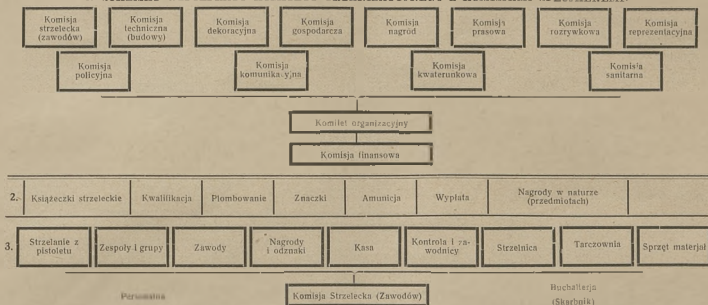 Komisja strzelecka (zawodów)
Komisja techniczna (budowy)
Komisja dekoracyjna
Komisja gospodarcza
Komisja nagród
Komisja prasowa
Komisja rozrywkowa
Komisja reprezentacyjna
Komisja policyjna
Komisja komunikacyjna
Komisja kwaterunkowa
Komisja sanitarna
Komitet organizacyjny
Komisja finansowa
2. Książeczki strzeleckie
Kwalifikacja
Plombowanie
Znaczki
Amunicja
Wypłata
Nagrody w naturze (przedmiotach)
3. Strzelanie z pistoletu
Zespoły i grupy
Zawody
Nagrody i odznaki
Kasa
Kontrola i zawodnicy
Strzelnica
Tarczownia
Sprzęt materjał
Personalna
Komisja Strzelecka (Zawodów)
Buchalterja (Skarbnik)